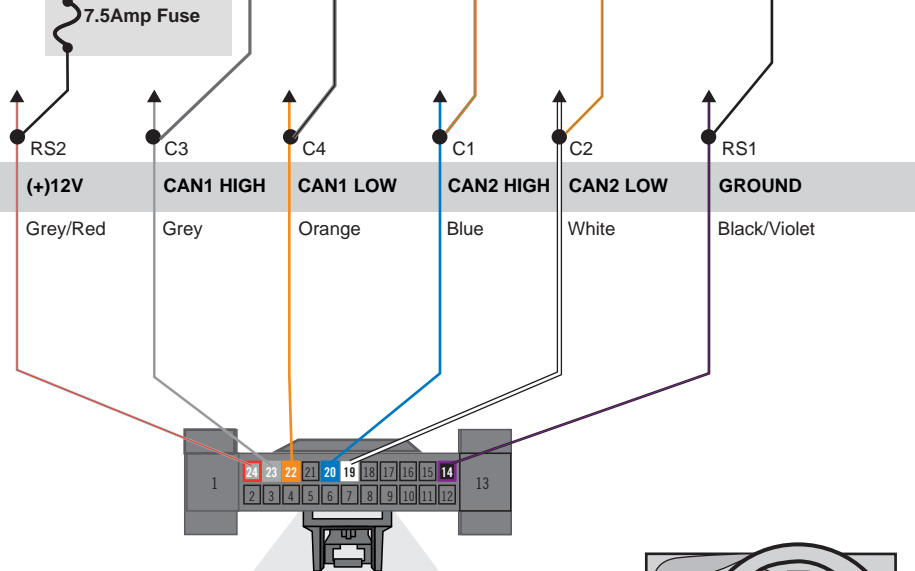 7.5Amp Fuse
RS2 C3 C4 C1 C2 RS1
(+)12V CAN1 HIGH CAN1 LOW CAN2 HIGH CAN2 LOW GROUND
Grey/Red Grey Orange Blue White Black/Violet
24 23 22 21 20 19 18 17 16 15 14
1 13
2 3 4 5 6 7 8 9 10 11 12